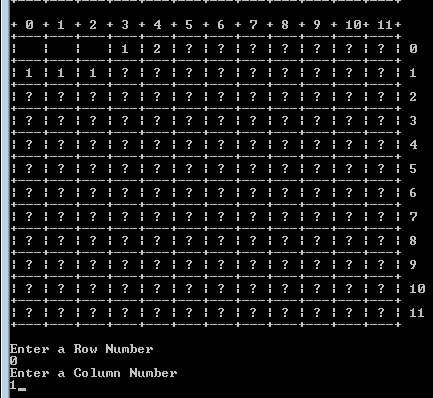 +---+---+---+---+---+---+---+---+---+---+---+---+
+ 0 + 1 + 2 + 3 + 4 + 5 + 6 + 7 + 8 + 9 + 10+ 11+
+---+---+---+---+---+---+---+---+---+---+---+---+
¦   ¦   ¦   ¦ 1 ¦ 2 ¦ ? ¦ ? ¦ ? ¦ ? ¦ ? ¦ ? ¦ ? ¦ 0
+---+---+---+---+---+---+---+---+---+---+---+---+
¦ 1 ¦ 1 ¦ 1 ¦ ? ¦ ? ¦ ? ¦ ? ¦ ? ¦ ? ¦ ? ¦ ? ¦ ? ¦ 1
+---+---+---+---+---+---+---+---+---+---+---+---+
¦ ? ¦ ? ¦ ? ¦ ? ¦ ? ¦ ? ¦ ? ¦ ? ¦ ? ¦ ? ¦ ? ¦ ? ¦ 2
+---+---+---+---+---+---+---+---+---+---+---+---+
¦ ? ¦ ? ¦ ? ¦ ? ¦ ? ¦ ? ¦ ? ¦ ? ¦ ? ¦ ? ¦ ? ¦ ? ¦ 3
+---+---+---+---+---+---+---+---+---+---+---+---+
¦ ? ¦ ? ¦ ? ¦ ? ¦ ? ¦ ? ¦ ? ¦ ? ¦ ? ¦ ? ¦ ? ¦ ? ¦ 4
+---+---+---+---+---+---+---+---+---+---+---+---+
¦ ? ¦ ? ¦ ? ¦ ? ¦ ? ¦ ? ¦ ? ¦ ? ¦ ? ¦ ? ¦ ? ¦ ? ¦ 5
+---+---+---+---+---+---+---+---+---+---+---+---+
¦ ? ¦ ? ¦ ? ¦ ? ¦ ? ¦ ? ¦ ? ¦ ? ¦ ? ¦ ? ¦ ? ¦ ? ¦ 6
+---+---+---+---+---+---+---+---+---+---+---+---+
¦ ? ¦ ? ¦ ? ¦ ? ¦ ? ¦ ? ¦ ? ¦ ? ¦ ? ¦ ? ¦ ? ¦ ? ¦ 7
+---+---+---+---+---+---+---+---+---+---+---+---+
¦ ? ¦ ? ¦ ? ¦ ? ¦ ? ¦ ? ¦ ? ¦ ? ¦ ? ¦ ? ¦ ? ¦ ? ¦ 8
+---+---+---+---+---+---+---+---+---+---+---+---+
¦ ? ¦ ? ¦ ? ¦ ? ¦ ? ¦ ? ¦ ? ¦ ? ¦ ? ¦ ? ¦ ? ¦ ? ¦ 9
+---+---+---+---+---+---+---+---+---+---+---+---+
¦ ? ¦ ? ¦ ? ¦ ? ¦ ? ¦ ? ¦ ? ¦ ? ¦ ? ¦ ? ¦ ? ¦ ? ¦ 10
+---+---+---+---+---+---+---+---+---+---+---+---+
¦ ? ¦ ? ¦ ? ¦ ? ¦ ? ¦ ? ¦ ? ¦ ? ¦ ? ¦ ? ¦ ? ¦ ? ¦ 11
+---+---+---+---+---+---+---+---+---+---+---+---+
Enter a Row Number
0
Enter a Column Number
1_